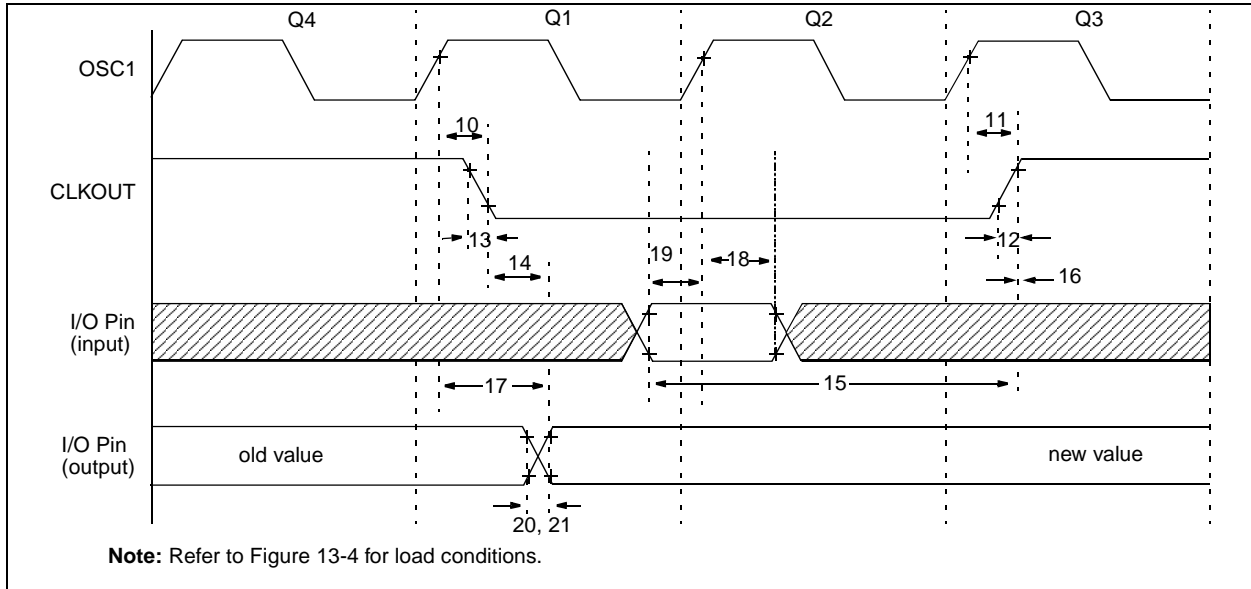 Q4 Q1 Q2 Q3
OSC1
10 11
CLKOUT
13 12
14 19 18 16
I/O Pin
(input)
17 15
I/O Pin
(output)
old value new value
20, 21
Note: Refer to Figure 13-4 for load conditions.